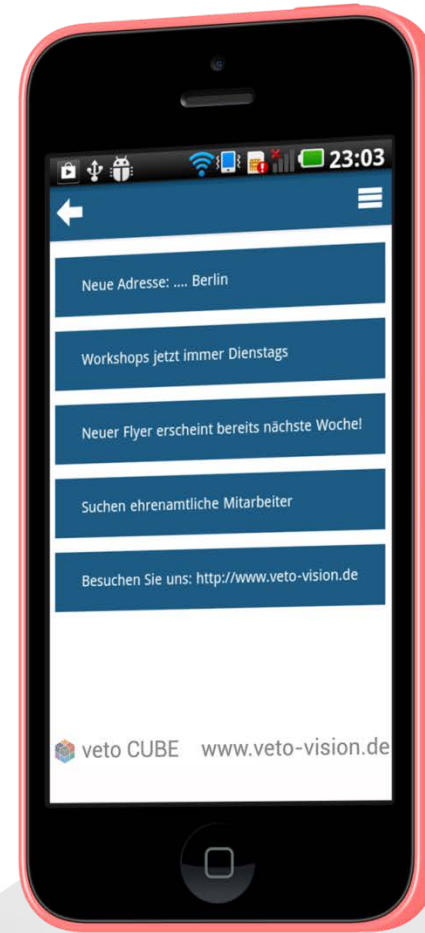 23:03
Neue Adresse: .... Berlin
Workshops jetzt immer Dienstags
Neuer Flyer erscheint bereits nächste Woche!
Suchen ehrenamtliche Mitarbeiter
Besuchen Sie uns: http://www.veto-vision.de
veto CUBE www.veto-vision.de